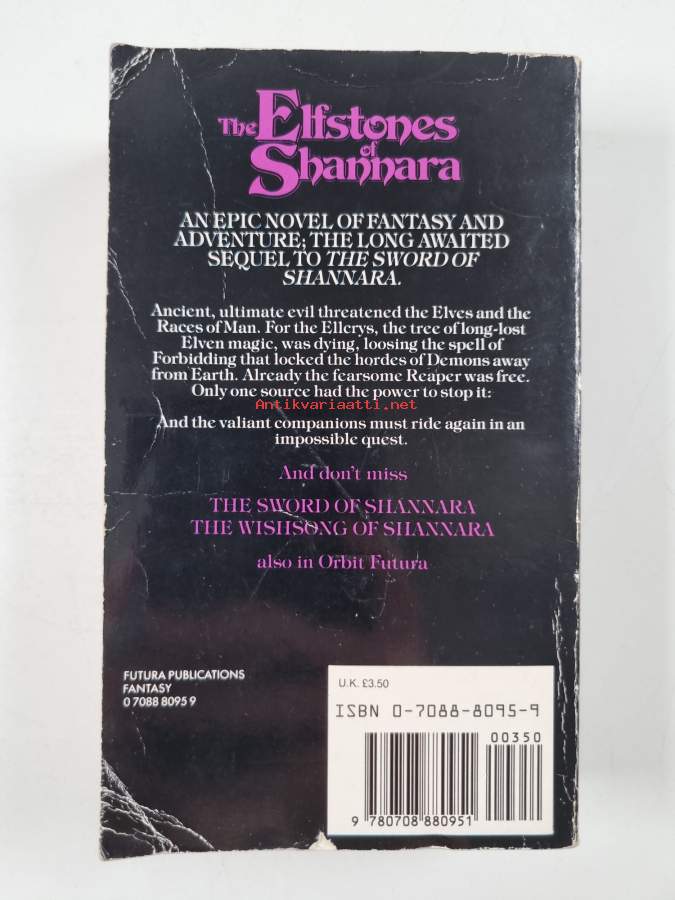 The Elfstones
of
Shannara
AN EPIC NOVEL OF FANTASY AND
ADVENTURE; THE LONG AWAITED
SEQUEL TO THE SWORD OF
SHANNARA.
Ancient, ultimate evil threatened the Elves and the
Races of Man. For the Ellcrys, the tree of long-lost
Elven magic, was dying, loosing the spell of
Forbidding that locked the hordes of Demons away
from Earth. Already the fearsome Reaper was free.
Only one source had the power to stop it:
Antikvariaatti.net
And the valiant companions must ride again in an
impossible quest.
And don't miss
THE SWORD OF SHANNARA
THE WISHSONG OF SHANNARA
also in Orbit Futura
FUTURA PUBLICATIONS
FANTASY
0 7088 8095 9
U.K. £3.50
ISBN 0-7088-8095-9
00350
9 780708 880951